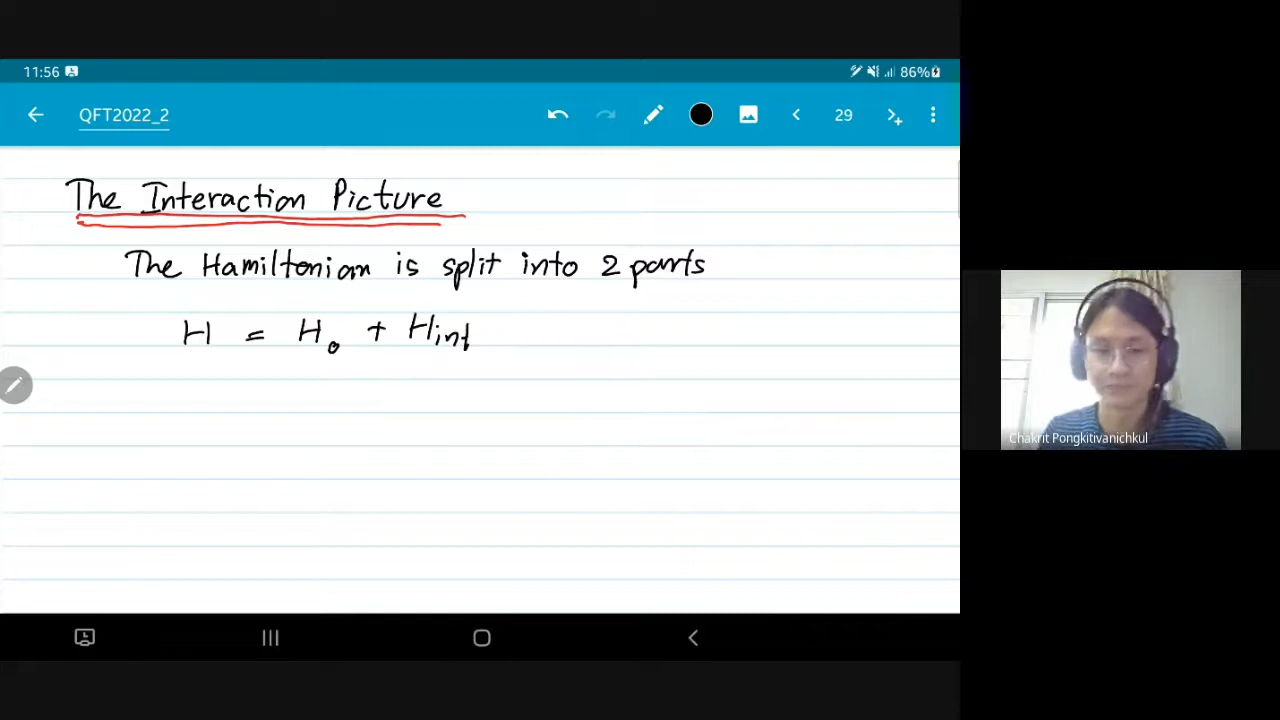 11:56
86%
QFT2022_2
29
The Interaction Picture
The Hamiltonian is split into 2 parts
H = H₀ + Hint
Chakrit Pongkitivanichkul